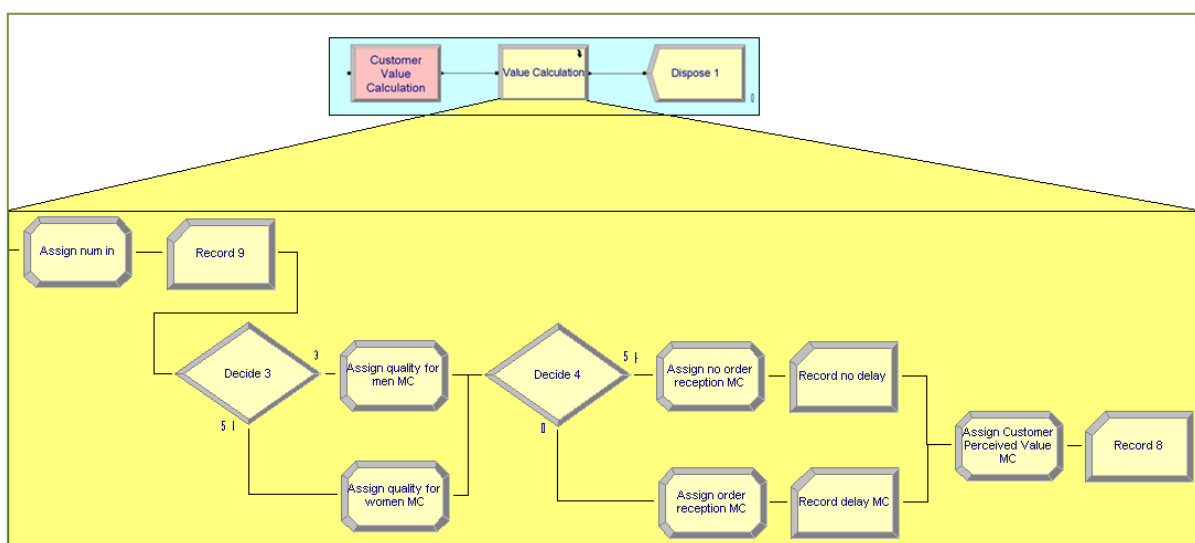 Customer
Value
Calculation
Value Calculation
Dispose 1
0
Assign num in
Record 9
Decide 3
3
5
Assign quality for
men MC
Assign quality for
women MC
Decide 4
5
0
Assign no order
reception MC
Record no delay
Assign order
reception MC
Record delay MC
Assign Customer
Perceived Value
MC
Record 8